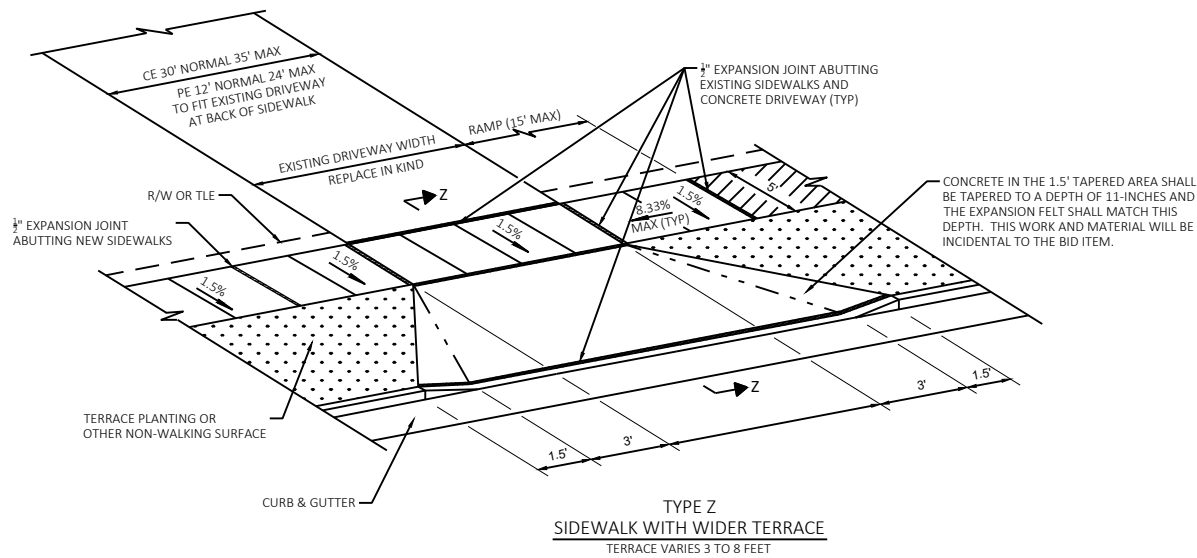 CE 30' NORMAL 35' MAX
PE 12' NORMAL 24' MAX
TO FIT EXISTING DRIVEWAY
AT BACK OF SIDEWALK
RAMP (15' MAX)
EXISTING DRIVEWAY WIDTH
REPLACE IN KIND
½" EXPANSION JOINT ABUTTING
EXISTING SIDEWALKS AND
CONCRETE DRIVEWAY (TYP)
Z
R/W OR TLE
½" EXPANSION JOINT
ABUTTING NEW SIDEWALKS
5'
1.5%
8.33%
MAX (TYP)
1.5%
1.5%
1.5%
CONCRETE IN THE 1.5' TAPERED AREA SHALL
BE TAPERED TO A DEPTH OF 11-INCHES AND
THE EXPANSION FELT SHALL MATCH THIS
DEPTH. THIS WORK AND MATERIAL WILL BE
INCIDENTAL TO THE BID ITEM.
Z
1.5'
3'
3'
1.5'
TERRACE PLANTING OR
OTHER NON-WALKING SURFACE
CURB & GUTTER
TYPE Z
SIDEWALK WITH WIDER TERRACE
TERRACE VARIES 3 TO 8 FEET